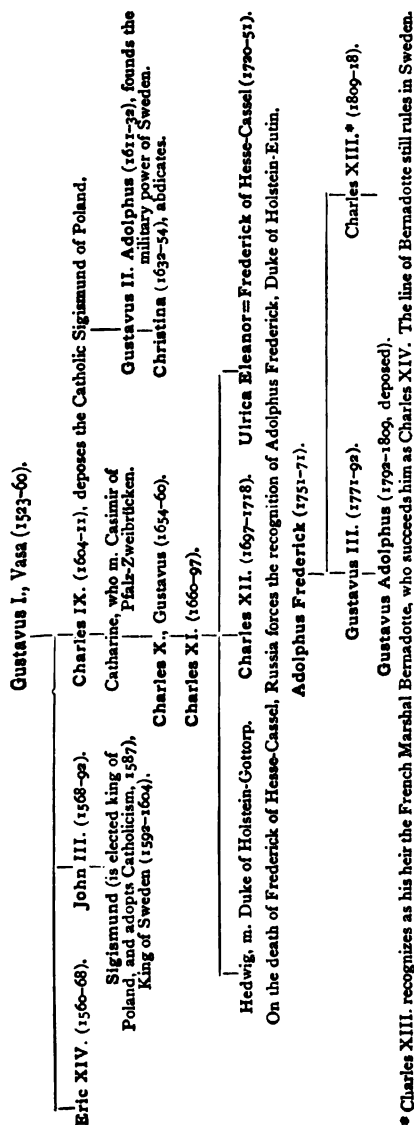 Gustavus I., Vasa (1523–60).
Eric XIV. (1560–68).
John III. (1568–92).
Charles IX. (1604–11), deposes the Catholic Sigismund of Poland.
Sigismund (is elected king of
Poland, and adopts Catholicism, 1587),
King of Sweden (1592–1604).
Catharine, who m. Casimir of
Pfalz-Zweibrücken.
Gustavus II. Adolphus (1611–32), founds the
military power of Sweden.
Charles X., Gustavus (1654–60).
Christina (1632–54), abdicates.
Charles XI. (1660–97).
Hedwig, m. Duke of Holstein-Gottorp.
Charles XII. (1697–1718).
Ulrica Eleanor=Frederick of Hesse-Cassel (1720–51).
On the death of Frederick of Hesse-Cassel, Russia forces the recognition of Adolphus Frederick, Duke of Holstein-Eutin.
Adolphus Frederick (1751–71).
Gustavus III. (1771–92).
Charles XIII.* (1809–18).
Gustavus Adolphus (1792–1809, deposed).
* Charles XIII. recognizes as his heir the French Marshal Bernadotte, who succeeds him as Charles XIV. The line of Bernadotte still rules in Sweden.